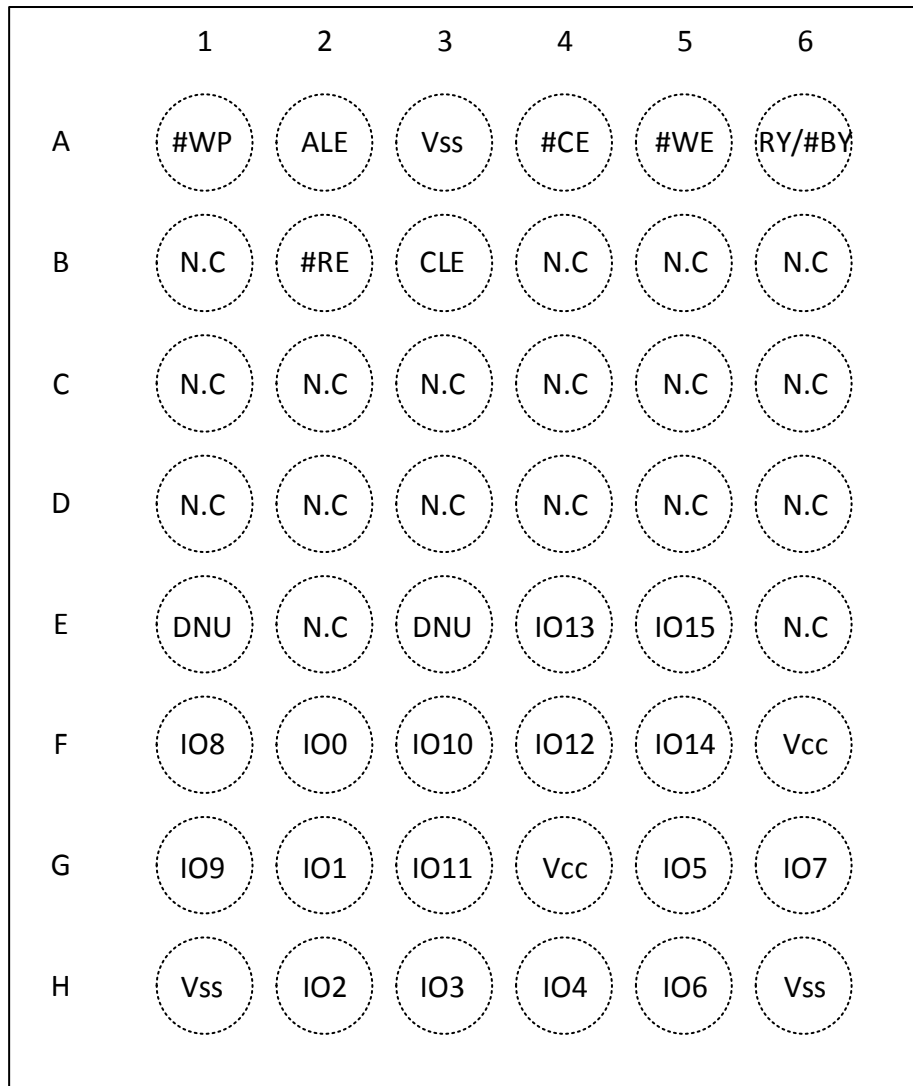 1 2 3 4 5 6
A #WP ALE Vss #CE #WE RY/#BY
B N.C #RE CLE N.C N.C N.C
C N.C N.C N.C N.C N.C N.C
D N.C N.C N.C N.C N.C N.C
E DNU N.C DNU IO13 IO15 N.C
F IO8 IO0 IO10 IO12 IO14 Vcc
G IO9 IO1 IO11 Vcc IO5 IO7
H Vss IO2 IO3 IO4 IO6 Vss